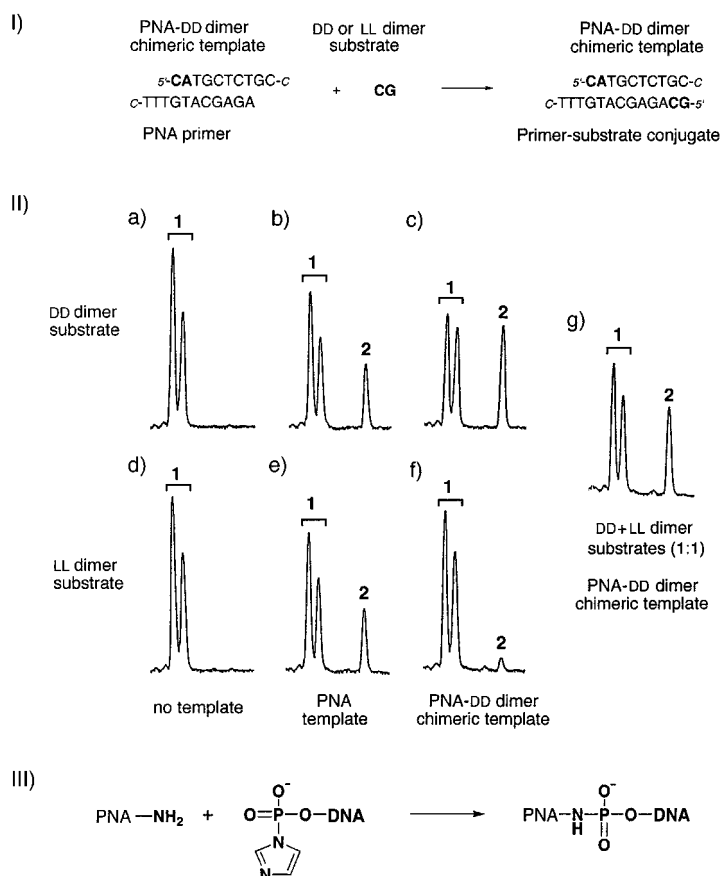 I)
PNA-DD dimer
chimeric template
DD or LL dimer
substrate
PNA-DD dimer
chimeric template
5'-CATGCTCTGC-c
C-TTTGTACGAGA
+ CG
5'-CATGCTCTGC-c
C-TTTGTACGAGACG-5'
PNA primer
Primer-substrate conjugate
II)
a)
1
b)
1
2
c)
1
2
DD dimer
substrate
g)
1
2
d)
1
e)
1
2
f)
1
2
LL dimer
substrate
DD+LL dimer
substrates (1:1)
PNA-DD dimer
chimeric template
no template
PNA
template
PNA-DD dimer
chimeric template
III)
PNA—NH₂ + O=P—O—DNA
O⁻
N
N
PNA—N—P—O—DNA
H
O⁻
O